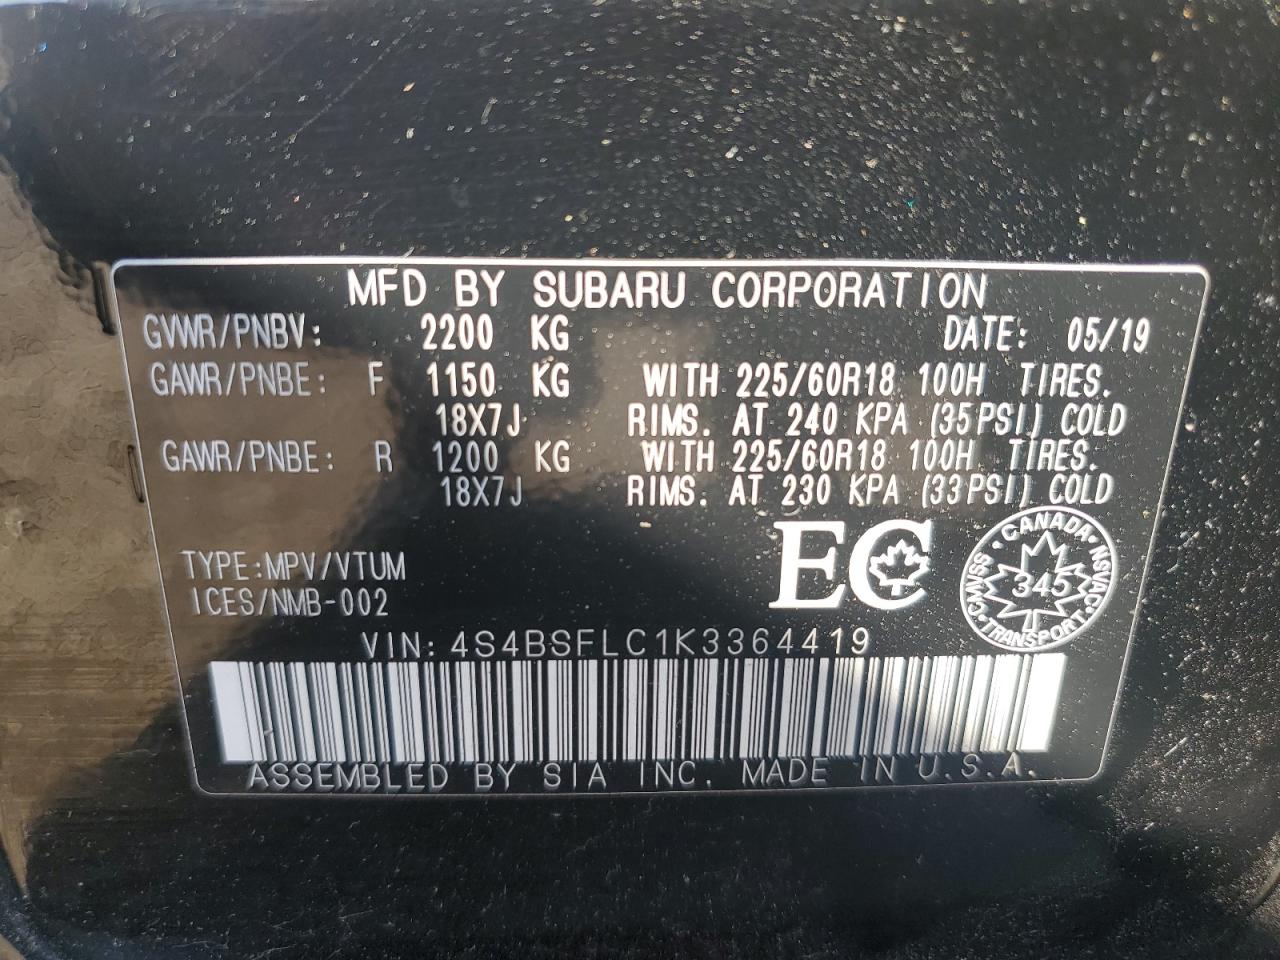 MFD BY SUBARU CORPORATION
GVWR/PNBV: 2200 KG DATE: 05/19
GAWR/PNBE: F 1150 KG WITH 225/60R18 100H TIRES.
18X7J RIMS. AT 240 KPA (35PSI) COLD
GAWR/PNBE: R 1200 KG WITH 225/60R18 100H TIRES.
18X7J RIMS. AT 230 KPA (33PSI) COLD
EC
CANADA · NSVAC · TRANSPORT · CMVSS ·
345
TYPE:MPV/VTUM
ICES/NMB-002
VIN: 4S4BSFLC1K3364419
ASSEMBLED BY SIA INC. MADE IN U.S.A.